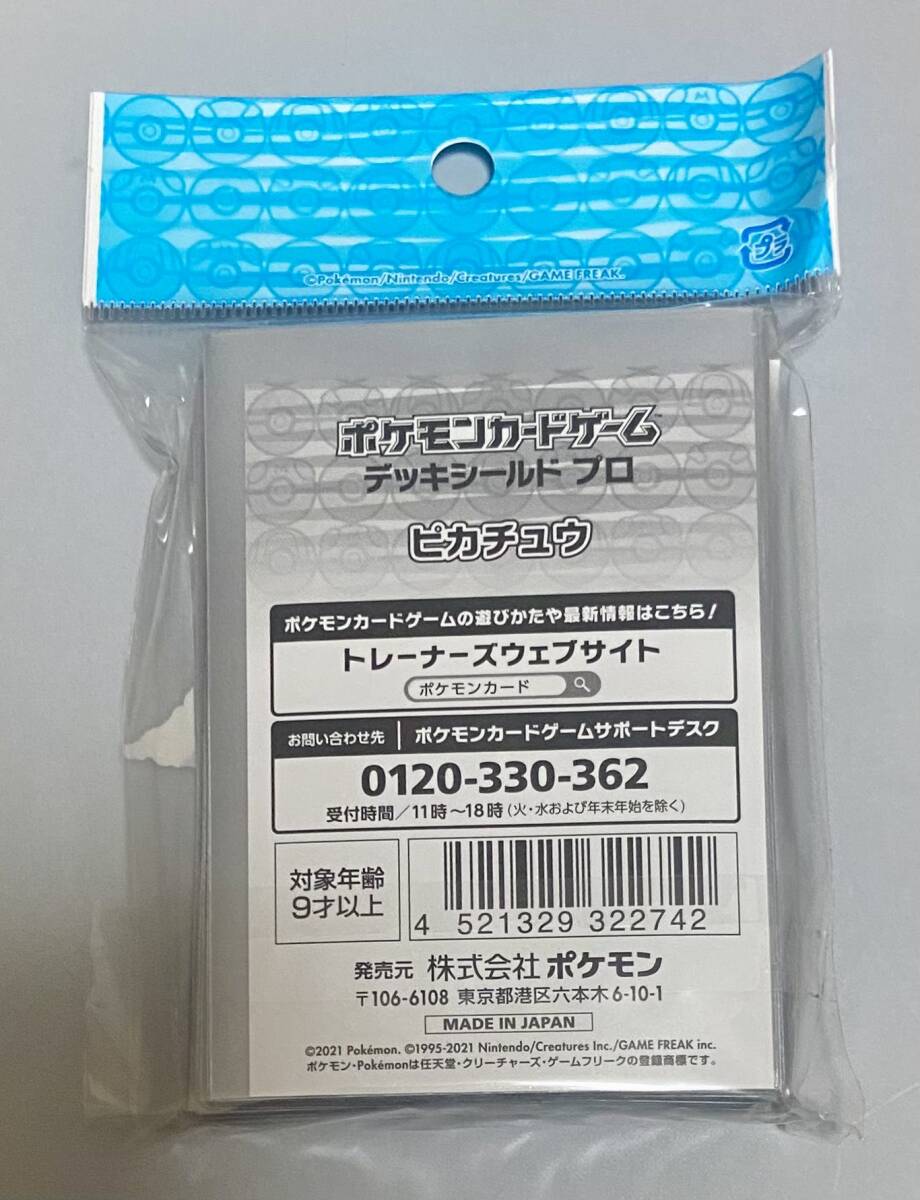 プラ
©Pokémon/Nintendo/Creatures/GAME FREAK.
ポケモンカードゲーム™
デッキシールド プロ
ピカチュウ
ポケモンカードゲームの遊びかたや最新情報はこちら!
トレーナーズウェブサイト
ポケモンカード
お問い合わせ先 ポケモンカードゲームサポートデスク
0120-330-362
受付時間/11時～18時(火・水および年末年始を除く)
対象年齢
9才以上
4 521329 322742
発売元 株式会社 ポケモン
〒106-6108 東京都港区六本木6-10-1
MADE IN JAPAN
©2021 Pokémon. ©1995-2021 Nintendo/Creatures Inc./GAME FREAK inc.
ポケモン・Pokémonは任天堂・クリーチャーズ・ゲームフリークの登録商標です。